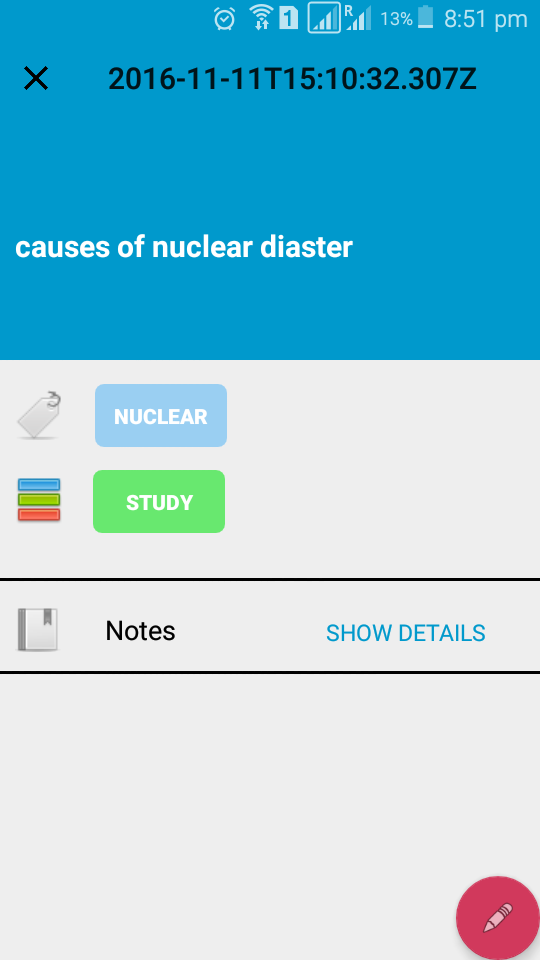 1 R 13% 8:51 pm
2016-11-11T15:10:32.307Z
causes of nuclear diaster
NUCLEAR
STUDY
Notes SHOW DETAILS